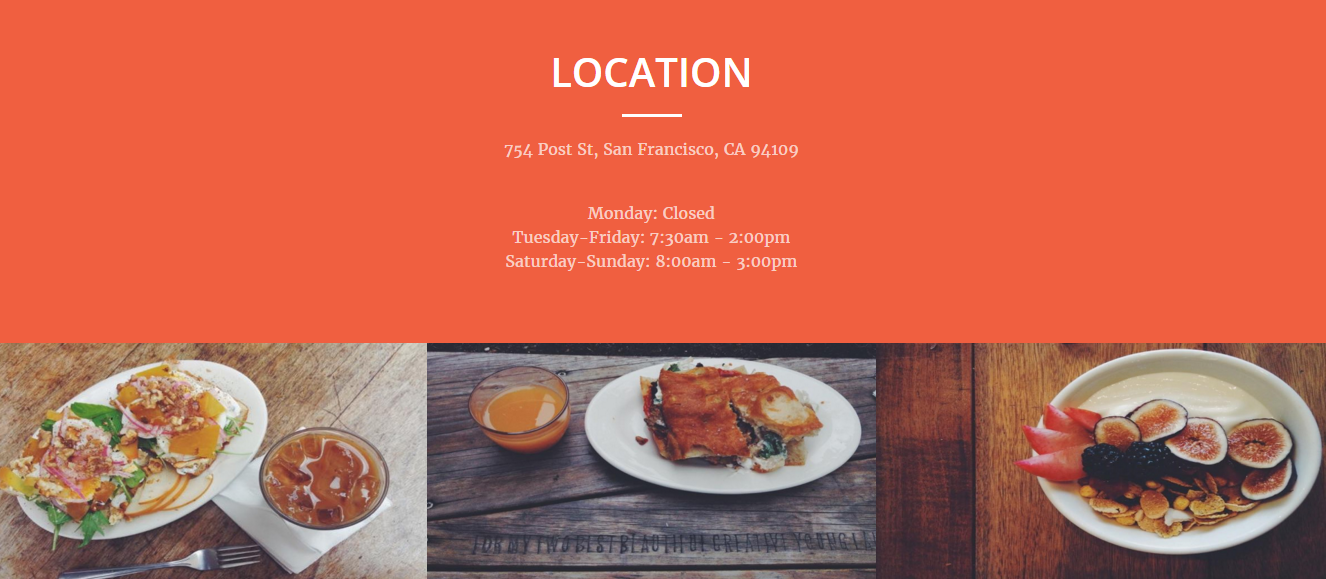 LOCATION
754 Post St, San Francisco, CA 94109
Monday: Closed
Tuesday-Friday: 7:30am - 2:00pm
Saturday-Sunday: 8:00am - 3:00pm
FOR MY TWO BEST BEAUTIFUL CREATIVE YOUNG LA